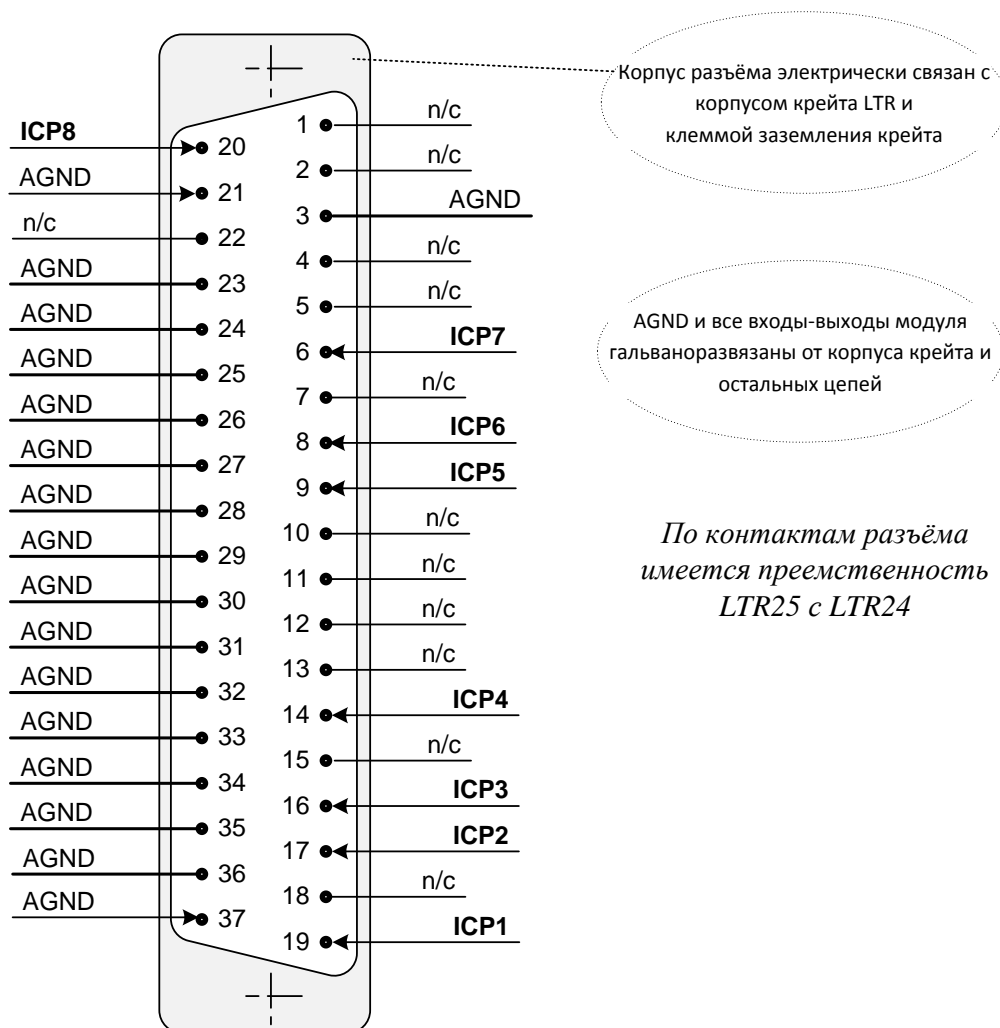 Корпус разъёма электрически связан с
корпусом крейта LTR и
клеммой заземления крейта
ICP8
20
AGND
21
n/c
22
AGND
23
AGND
24
AGND
25
AGND
26
AGND
27
AGND
28
AGND
29
AGND
30
AGND
31
AGND
32
AGND
33
AGND
34
AGND
35
AGND
36
AGND
37
1
n/c
2
n/c
3
AGND
4
n/c
5
n/c
6
ICP7
7
n/c
8
ICP6
9
ICP5
10
n/c
11
n/c
12
n/c
13
n/c
14
ICP4
15
n/c
16
ICP3
17
ICP2
18
n/c
19
ICP1
AGND и все входы-выходы модуля
гальваноразвязаны от корпуса крейта и
остальных цепей
По контактам разъёма
имеется преемственность
LTR25 с LTR24